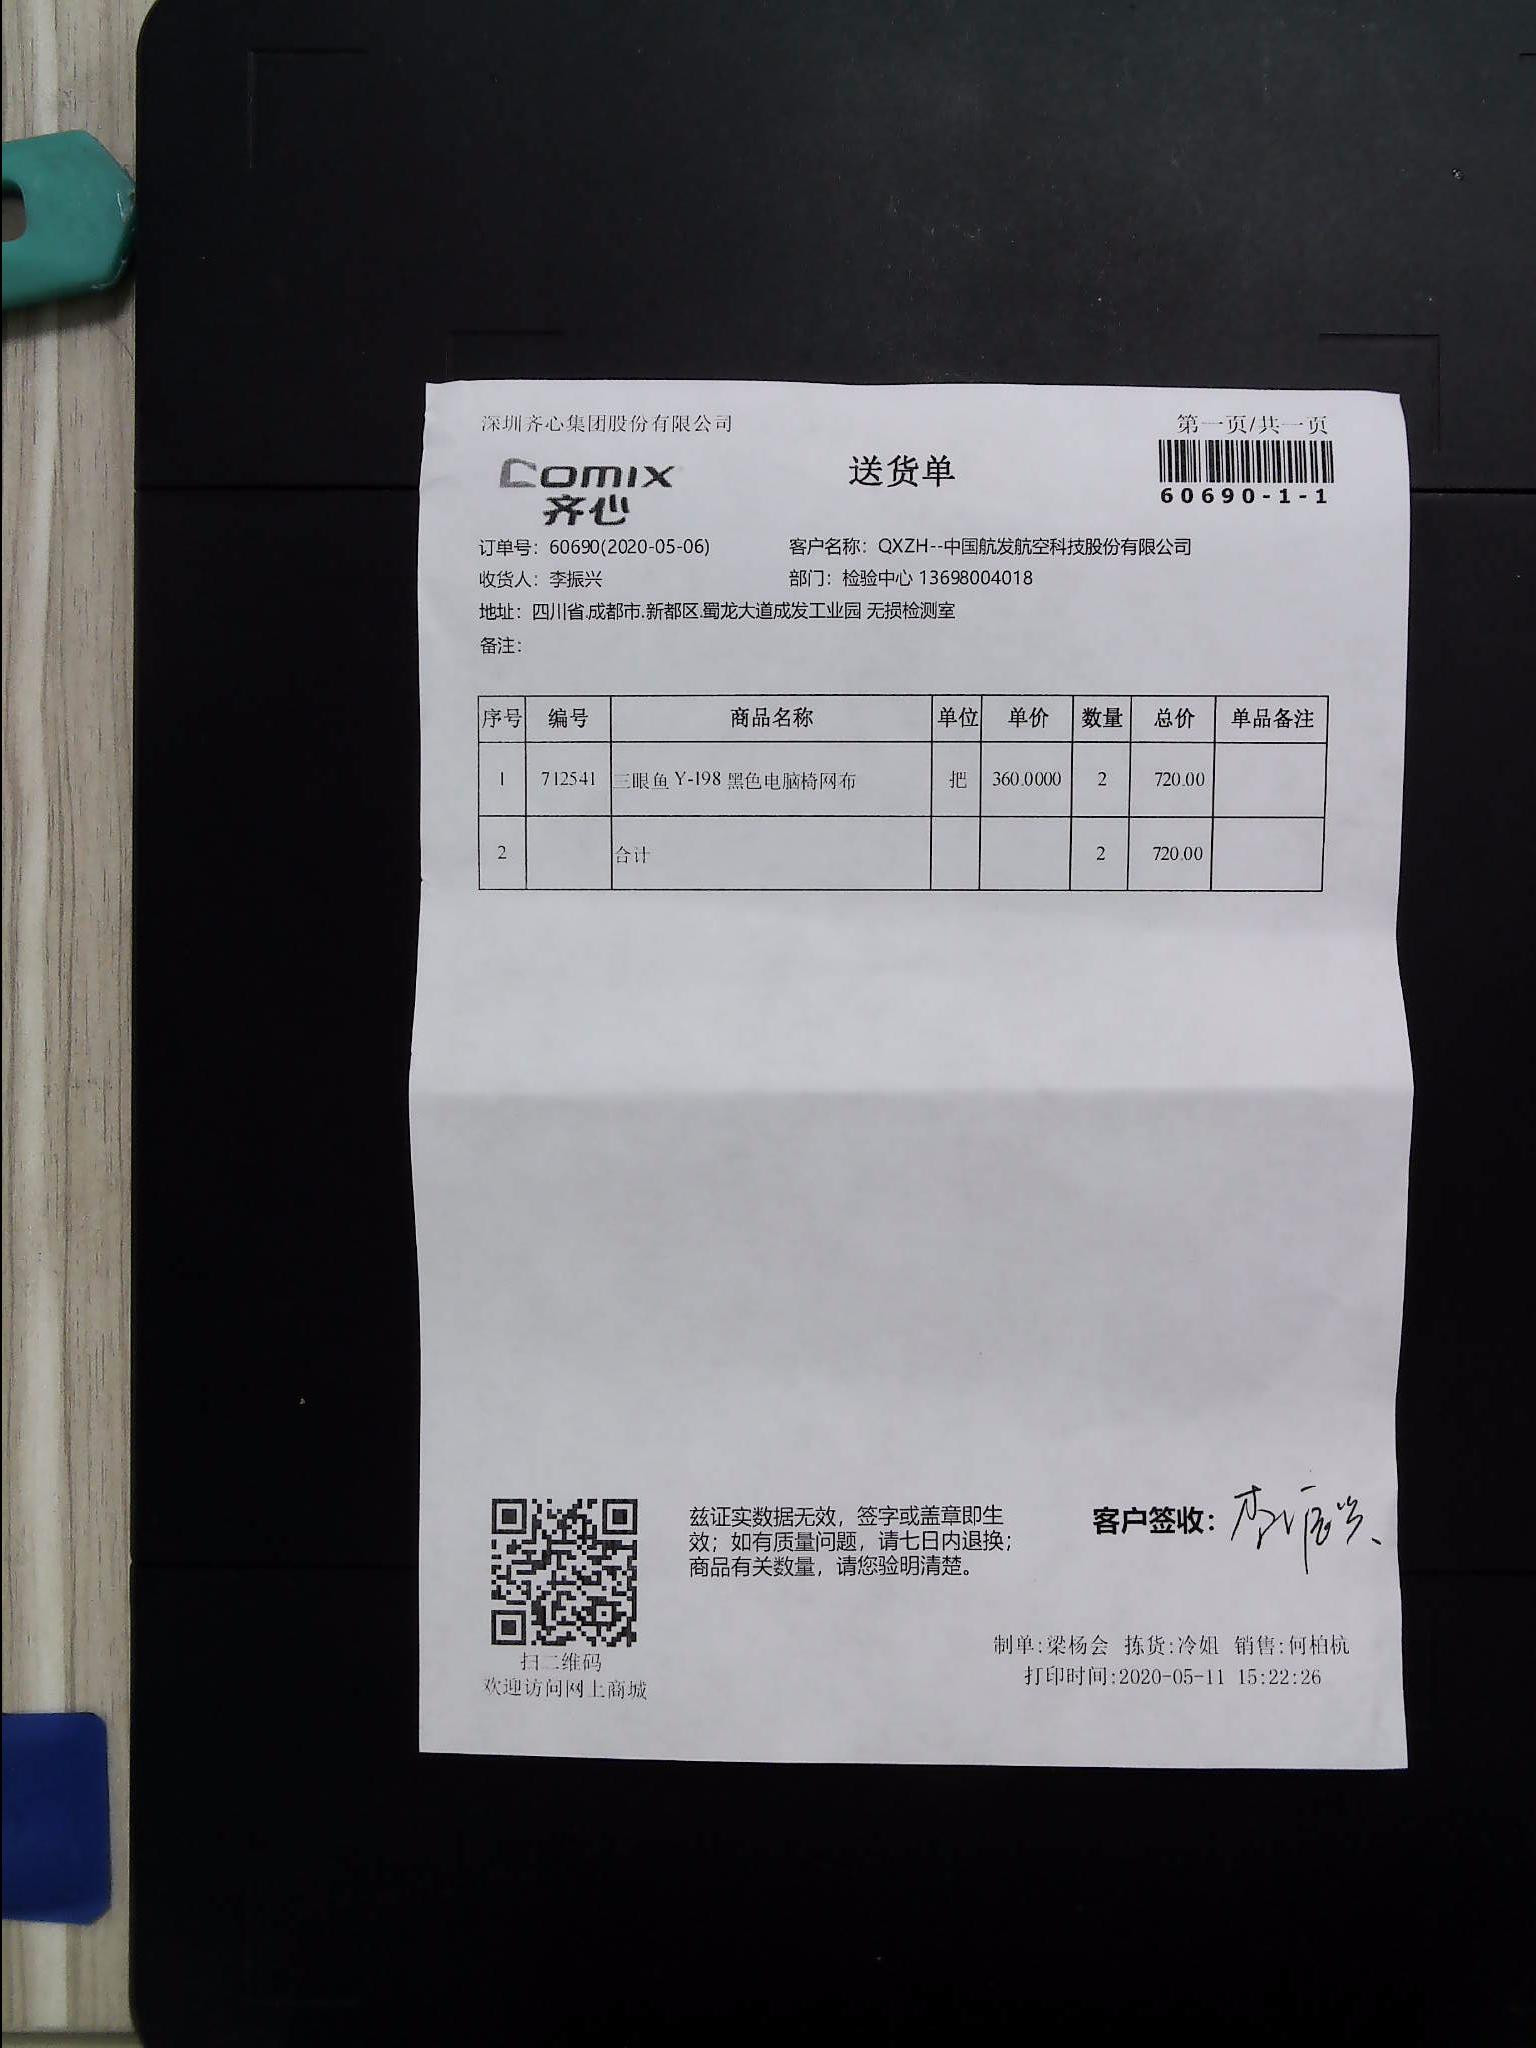 深圳齐心集团股份有限公司
第一页/共一页
COMIX
齐心
送货单
60690-1-1
订单号：60690(2020-05-06) 客户名称：QXZH--中国航发航空科技股份有限公司
收货人：李振兴 部门：检验中心 13698004018
地址：四川省.成都市.新都区.蜀龙大道成发工业园 无损检测室
备注：
序号 编号 商品名称 单位 单价 数量 总价 单品备注
1 712541 三眼鱼 Y-198 黑色电脑椅网布 把 360.0000 2 720.00
2 合计 2 720.00
兹证实数据无效，签字或盖章即生
效；如有质量问题，请七日内退换；
商品有关数量，请您验明清楚。
客户签收：李振兴
扫二维码
欢迎访问网上商城
制单:梁杨会 拣货:冷姐 销售:何柏杭
打印时间:2020-05-11 15:22:26